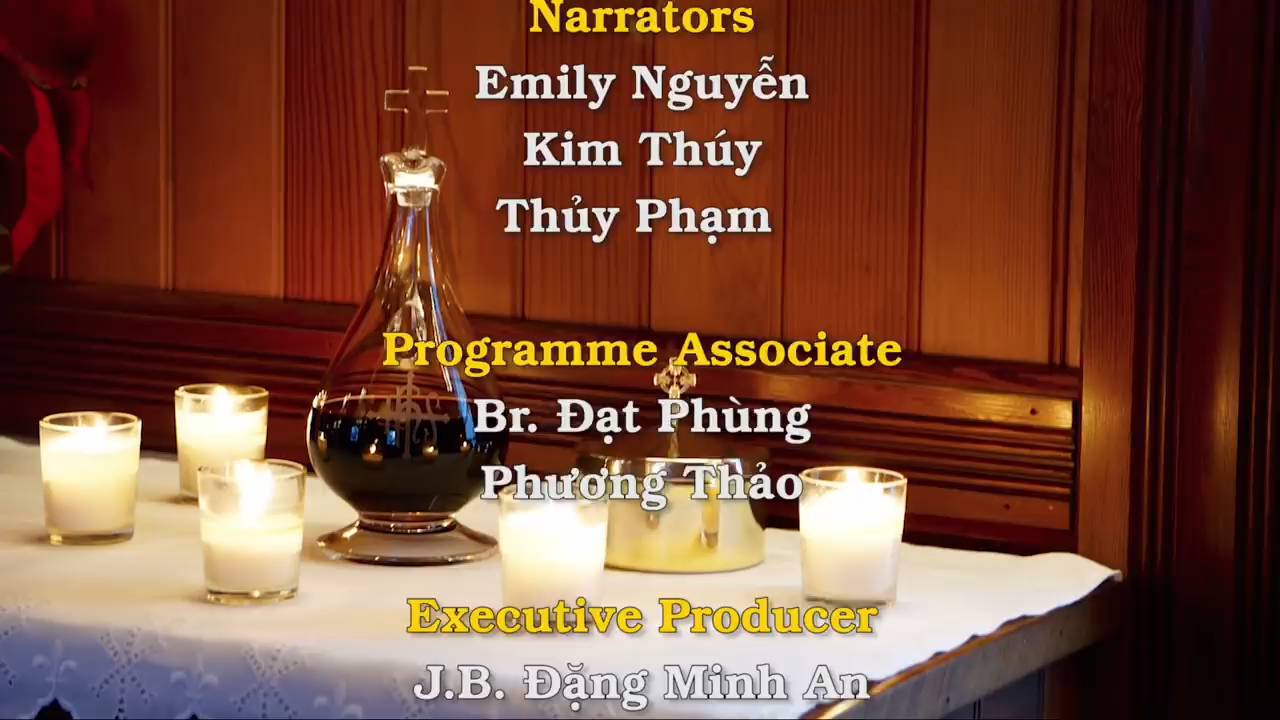 Narrators
Emily Nguyễn
Kim Thúy
Thủy Phạm
Programme Associate
Br. Đạt Phùng
Phương Thảo
Executive Producer
J.B. Đặng Minh An